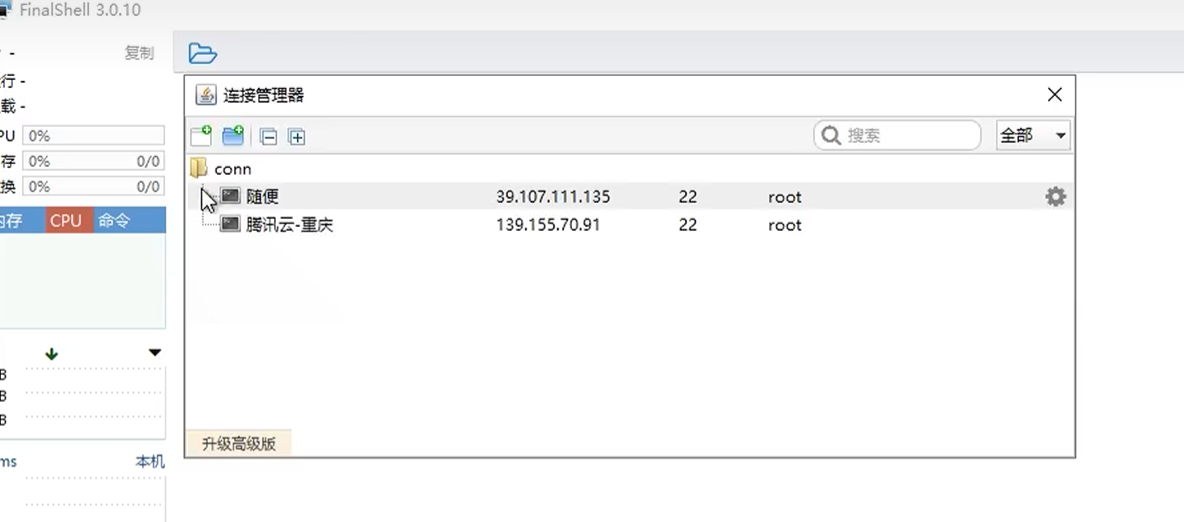 FinalShell 3.0.10
- 复制
行 -
载 -
PU 0%
存 0% 0/0
换 0% 0/0
内存 CPU 命令
B
B
B
ms 本机
连接管理器
搜索 全部
conn
随便 39.107.111.135 22 root
腾讯云-重庆 139.155.70.91 22 root
升级高级版